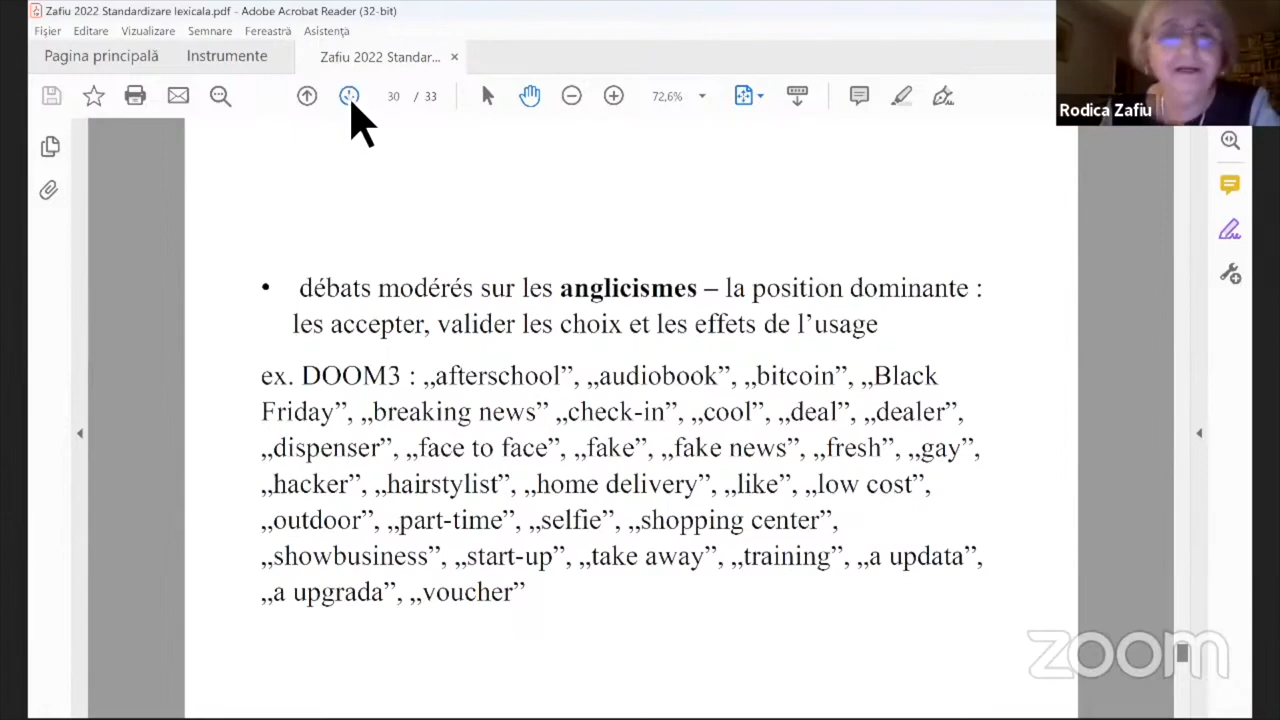 Zafiu 2022 Standardizare lexicala.pdf - Adobe Acrobat Reader (32-bit)
Fișier Editare Vizualizare Semnare Fereastră Asistență
Pagina principală Instrumente Zafiu 2022 Standar... ×
30 / 33 72,6%
Rodica Zafiu
• débats modérés sur les anglicismes – la position dominante :
les accepter, valider les choix et les effets de l’usage
ex. DOOM3 : „afterschool”, „audiobook”, „bitcoin”, „Black
Friday”, „breaking news” „check-in”, „cool”, „deal”, „dealer”,
„dispenser”, „face to face”, „fake”, „fake news”, „fresh”, „gay”,
„hacker”, „hairstylist”, „home delivery”, „like”, „low cost”,
„outdoor”, „part-time”, „selfie”, „shopping center”,
„showbusiness”, „start-up”, „take away”, „training”, „a updata”,
„a upgrada”, „voucher”
zoom